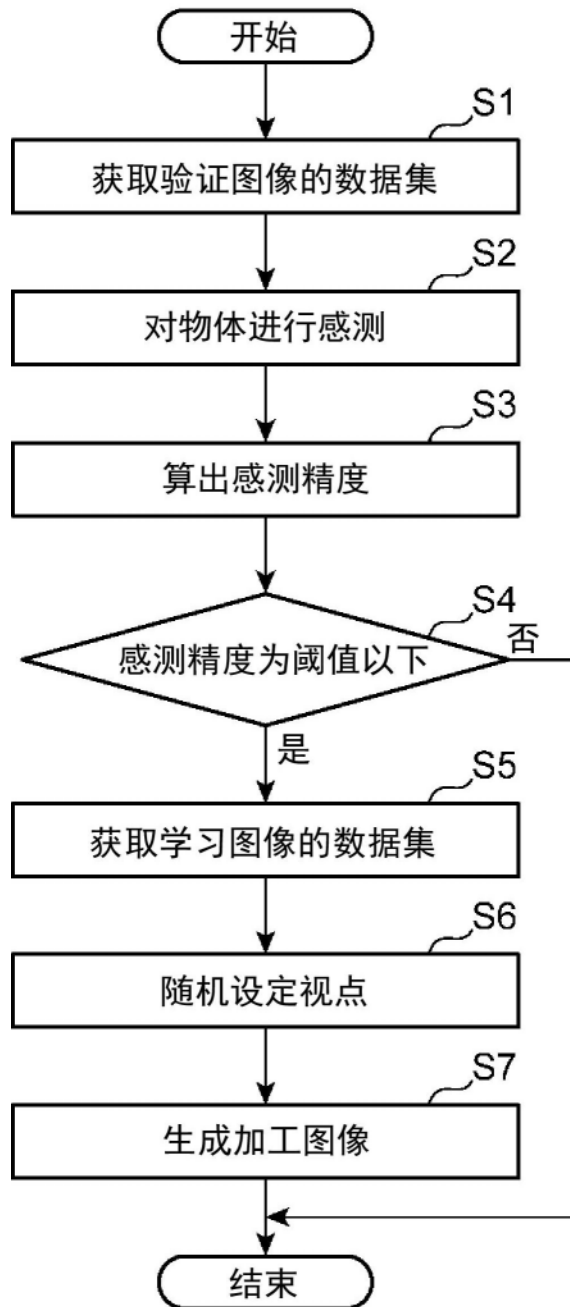 开始
S1
获取验证图像的数据集
S2
对物体进行感测
S3
算出感测精度
S4
感测精度为阈值以下
否
是
S5
获取学习图像的数据集
S6
随机设定视点
S7
生成加工图像
结束